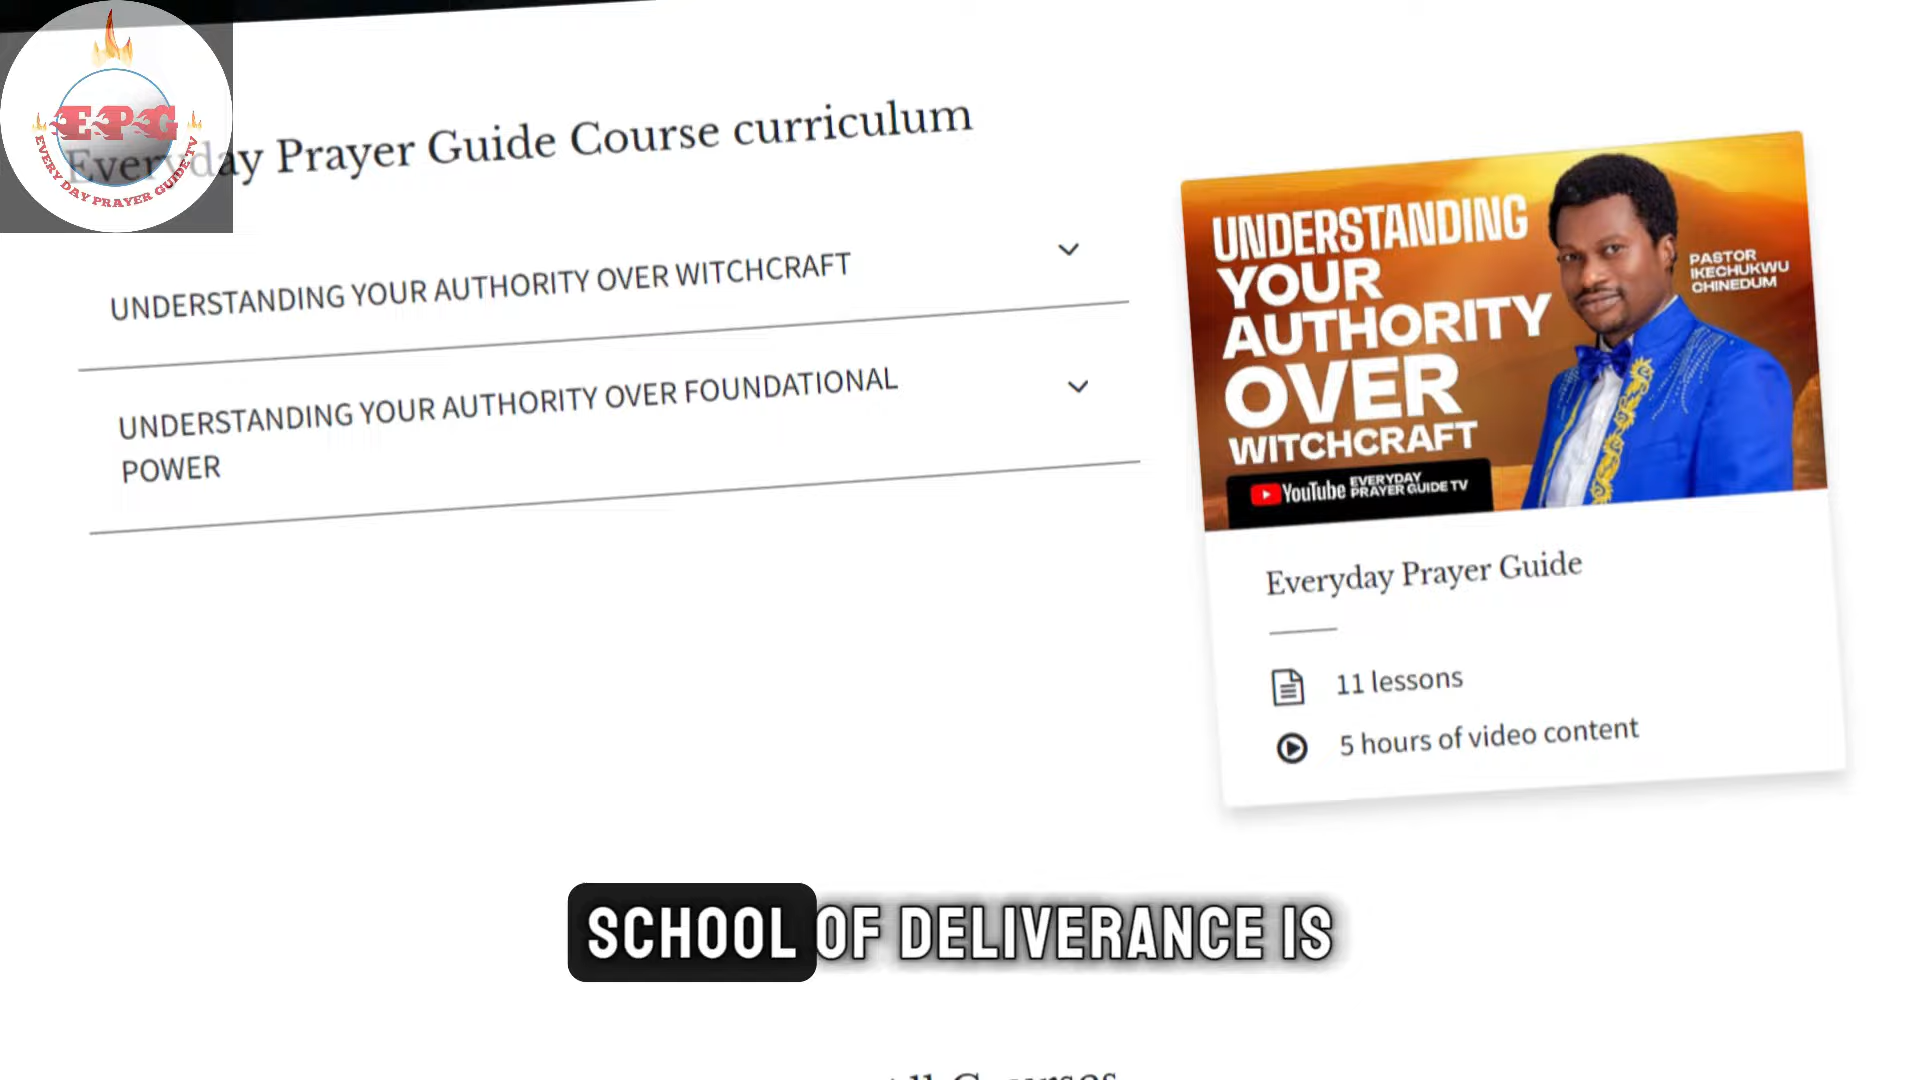 EPG
EVERY DAY PRAYER GUIDE TV
Everyday Prayer Guide Course curriculum
UNDERSTANDING YOUR AUTHORITY OVER WITCHCRAFT
UNDERSTANDING YOUR AUTHORITY OVER FOUNDATIONAL
POWER
UNDERSTANDING
YOUR
AUTHORITY
OVER
WITCHCRAFT
PASTOR
IKECHUKWU
CHINEDUM
YouTube EVERYDAY
PRAYER GUIDE TV
Everyday Prayer Guide
11 lessons
5 hours of video content
SCHOOL OF DELIVERANCE IS